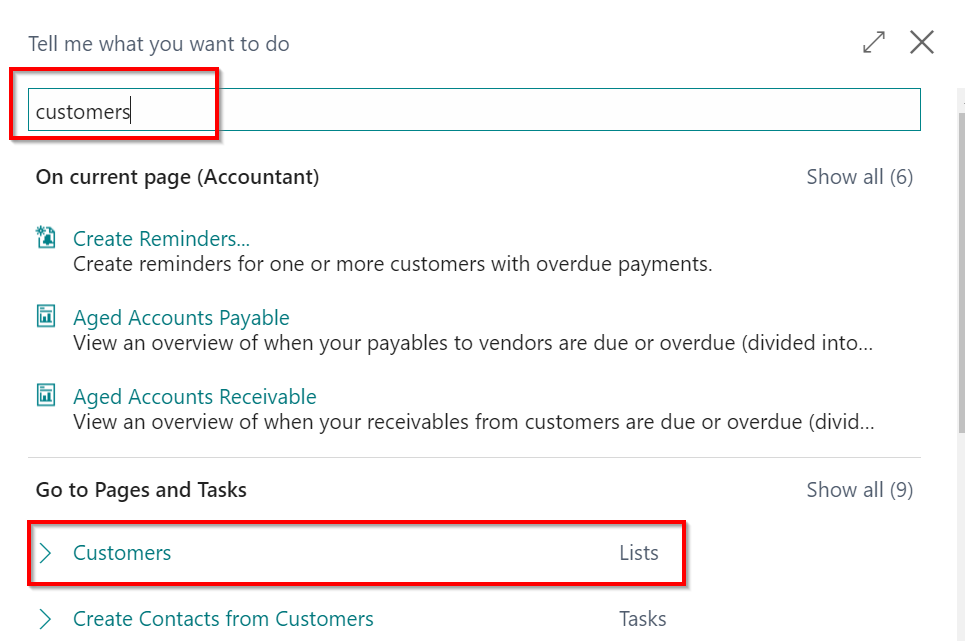 Tell me what you want to do
customers
On current page (Accountant) Show all (6)
Create Reminders...
Create reminders for one or more customers with overdue payments.
Aged Accounts Payable
View an overview of when your payables to vendors are due or overdue (divided into...
Aged Accounts Receivable
View an overview of when your receivables from customers are due or overdue (divid...
Go to Pages and Tasks Show all (9)
Customers Lists
Create Contacts from Customers Tasks